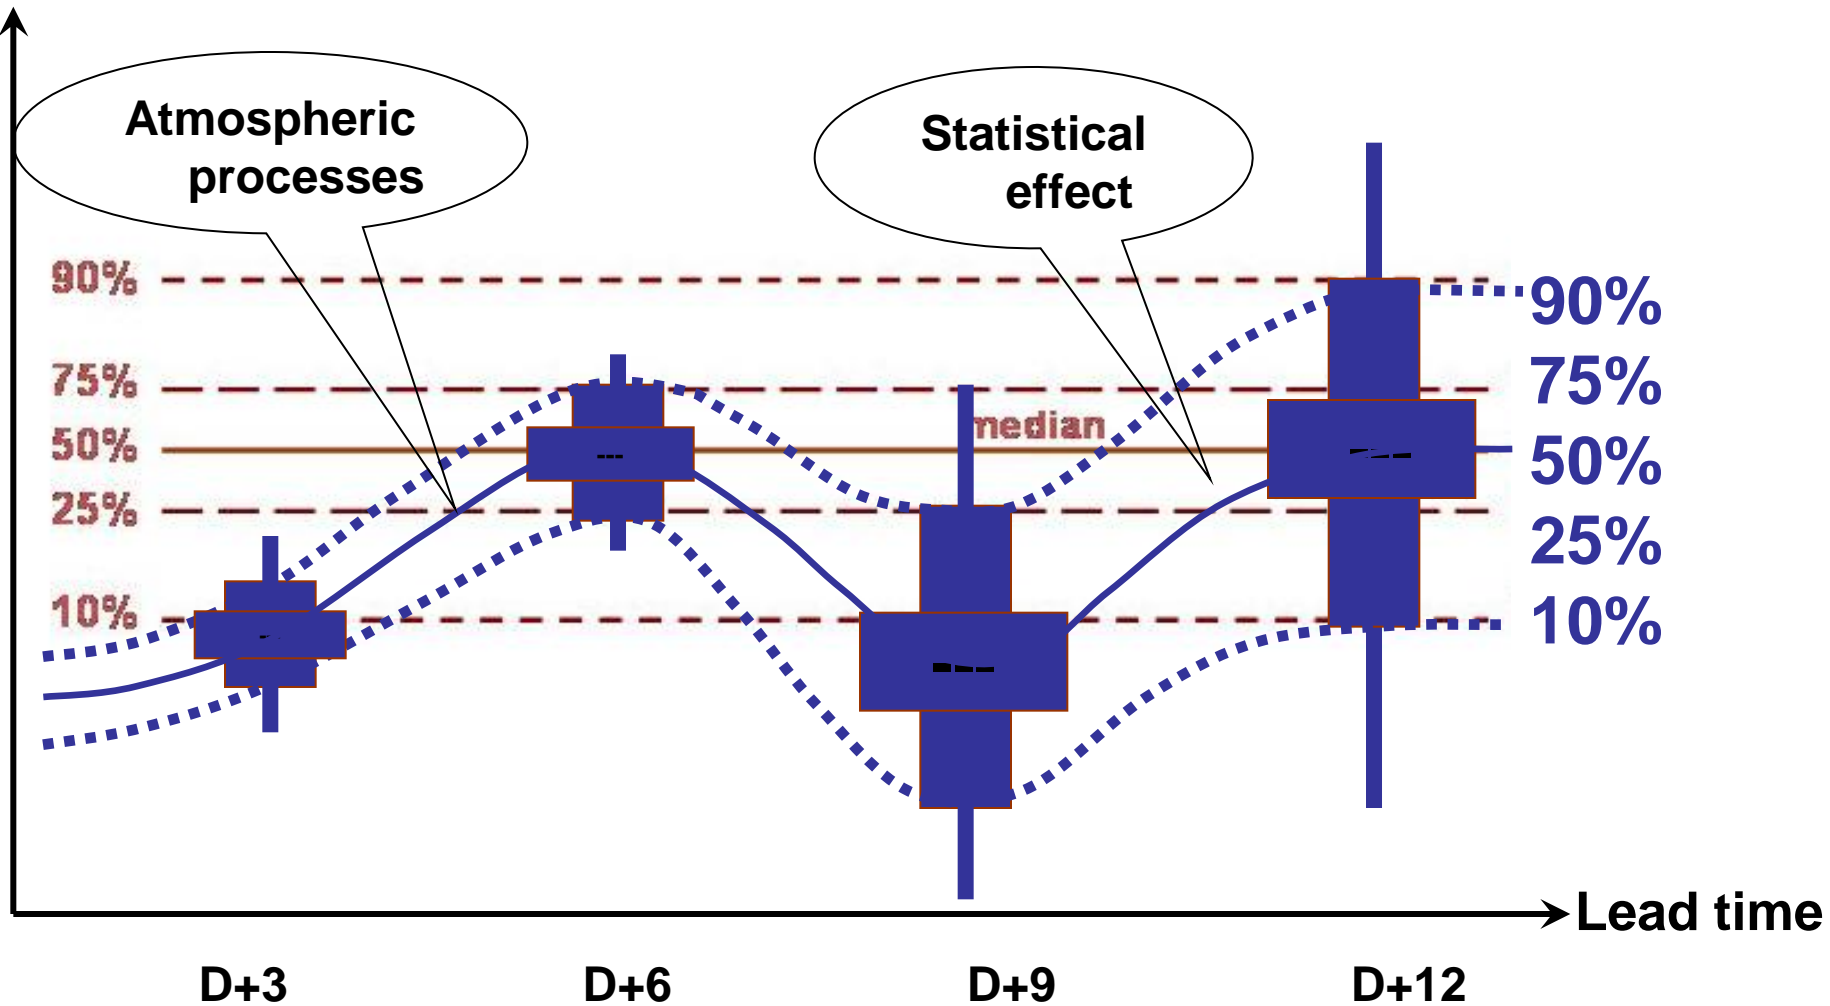 Atmospheric
processes
Statistical
effect
90%
75%
50%
25%
10%
median
90%
75%
50%
25%
10%
Lead time
D+3
D+6
D+9
D+12